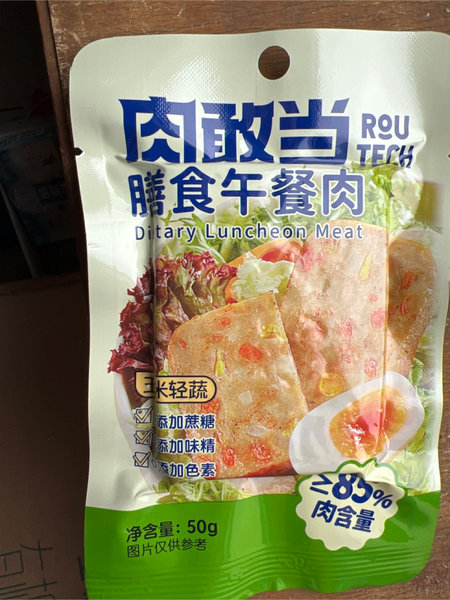 肉敢当
ROU
TECH
膳食午餐肉
Dietary Luncheon Meat
玉米轻蔬
添加蔗糖
添加味精
添加色素
≥85%
肉含量
净含量：50g
图片仅供参考